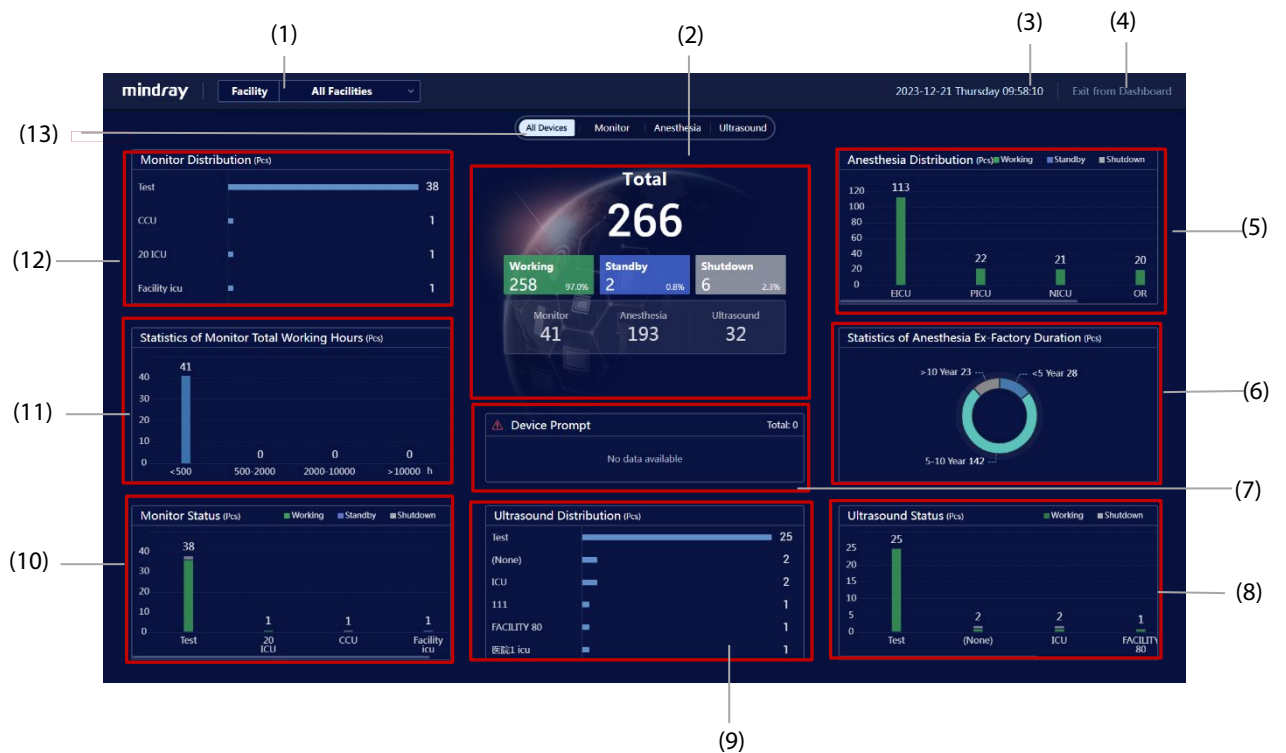 (1)
(2)
(3)
(4)
mindray
Facility
All Facilities
2023-12-21 Thursday 09:58:10
Exit from Dashboard
(13)
All Devices
Monitor
Anesthesia
Ultrasound
(12)
Monitor Distribution (Pcs)
Test 38
CCU 1
20 ICU 1
Facility icu 1
Total
266
Working
258 97.0%
Standby
2 0.8%
Shutdown
6 2.3%
Monitor
41
Anesthesia
193
Ultrasound
32
(5)
Anesthesia Distribution (Pcs) Working Standby Shutdown
120
100
80
60
40
20
0
113
22
21
20
EICU PICU NICU OR
(11)
Statistics of Monitor Total Working Hours (Pcs)
40
30
20
10
0
41
0
0
0
<500 500-2000 2000-10000 >10000 h
Device Prompt Total: 0
No data available
(7)
(6)
Statistics of Anesthesia Ex-Factory Duration (Pcs)
>10 Year 23
<5 Year 28
5-10 Year 142
(10)
Monitor Status (Pcs) Working Standby Shutdown
40
30
20
10
0
38
1
1
1
Test
20
ICU
CCU
Facility
icu
Ultrasound Distribution (Pcs)
Test 25
(None) 2
ICU 2
111 1
FACILITY 80 1
医院1 icu 1
(9)
(8)
Ultrasound Status (Pcs) Working Shutdown
25
20
15
10
5
0
25
2
2
1
Test
(None)
ICU
FACILITY
80